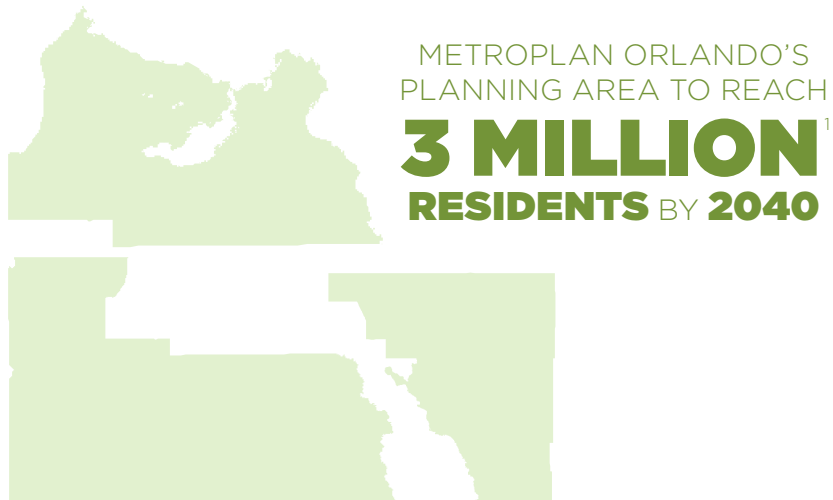 METROPLAN ORLANDO’S
PLANNING AREA TO REACH
3 MILLION¹
RESIDENTS BY 2040